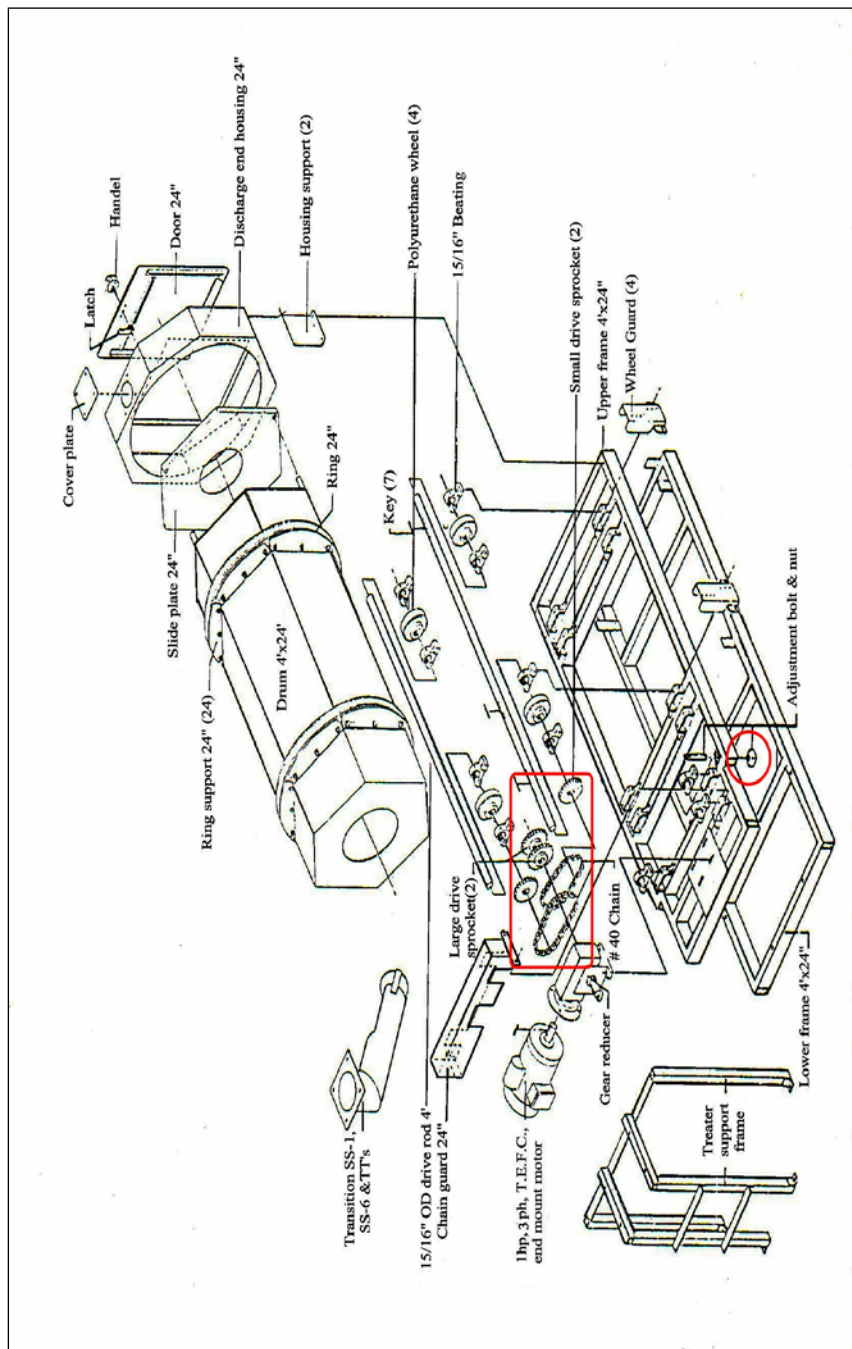 Cover plate
Latch
Handel
Door 24"
Discharge end housing 24"
Housing support (2)
Slide plate 24"
Ring 24"
Ring support 24" (24)
Drum 4'x24'
Key (7)
Polyurethane wheel (4)
15/16" Beating
Small drive sprocket (2)
Upper frame 4'x24"
Wheel Guard (4)
Adjustment bolt & nut
Large drive
sprocket(2)
#40 Chain
Transition SS-1,
SS-6 &TT's
15/16" OD drive rod 4'
Chain guard 24"
1hp, 3 ph, T.E.F.C.,
end mount motor
Gear reducer
Lower frame 4'x24"
Treater
support
frame